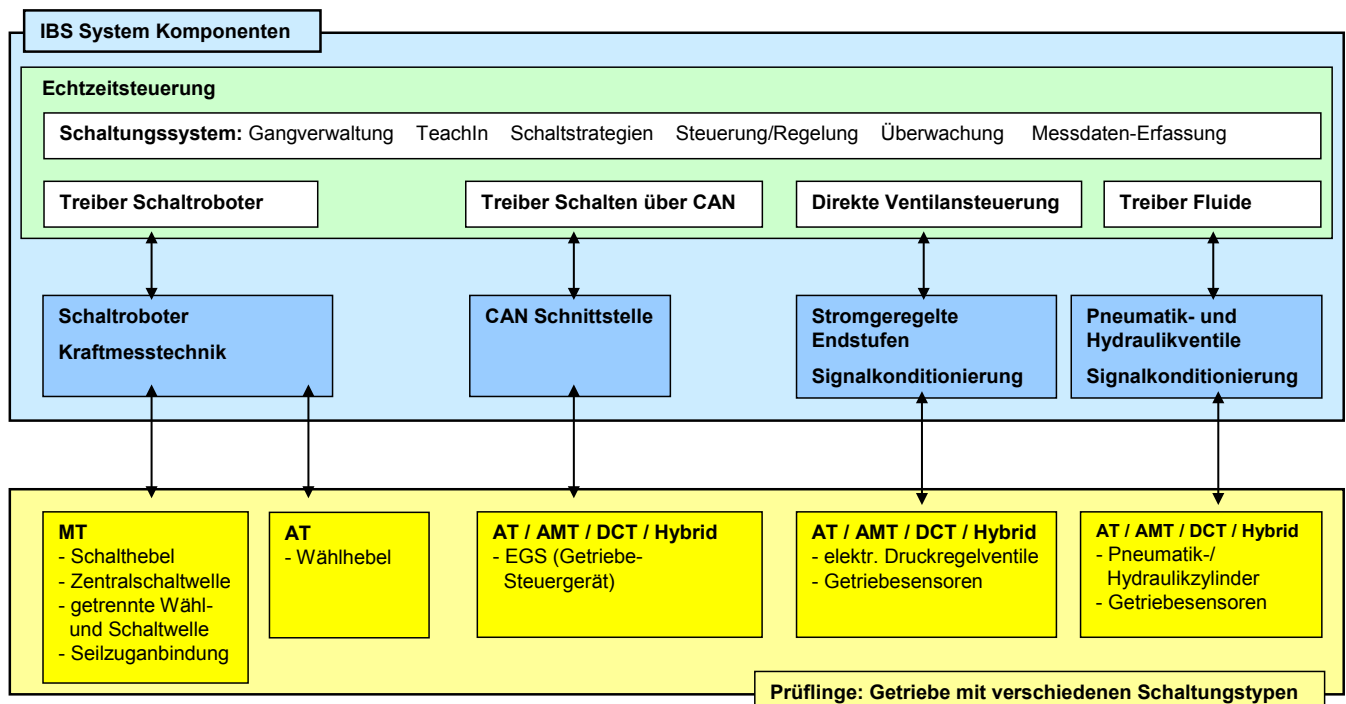 IBS System Komponenten
Echtzeitsteuerung
Schaltungssystem: Gangverwaltung TeachIn Schaltstrategien Steuerung/Regelung Überwachung Messdaten-Erfassung
Treiber Schaltroboter
Treiber Schalten über CAN
Direkte Ventilansteuerung
Treiber Fluide
Schaltroboter
Kraftmesstechnik
CAN Schnittstelle
Stromgeregelte
Endstufen
Signalkonditionierung
Pneumatik- und
Hydraulikventile
Signalkonditionierung
MT
- Schalthebel
- Zentralschaltwelle
- getrennte Wähl-
und Schaltwelle
- Seilzuganbindung
AT
- Wählhebel
AT / AMT / DCT / Hybrid
- EGS (Getriebe-
Steuergerät)
AT / AMT / DCT / Hybrid
- elektr. Druckregelventile
- Getriebesensoren
AT / AMT / DCT / Hybrid
- Pneumatik-/
Hydraulikzylinder
- Getriebesensoren
Prüflinge: Getriebe mit verschiedenen Schaltungstypen